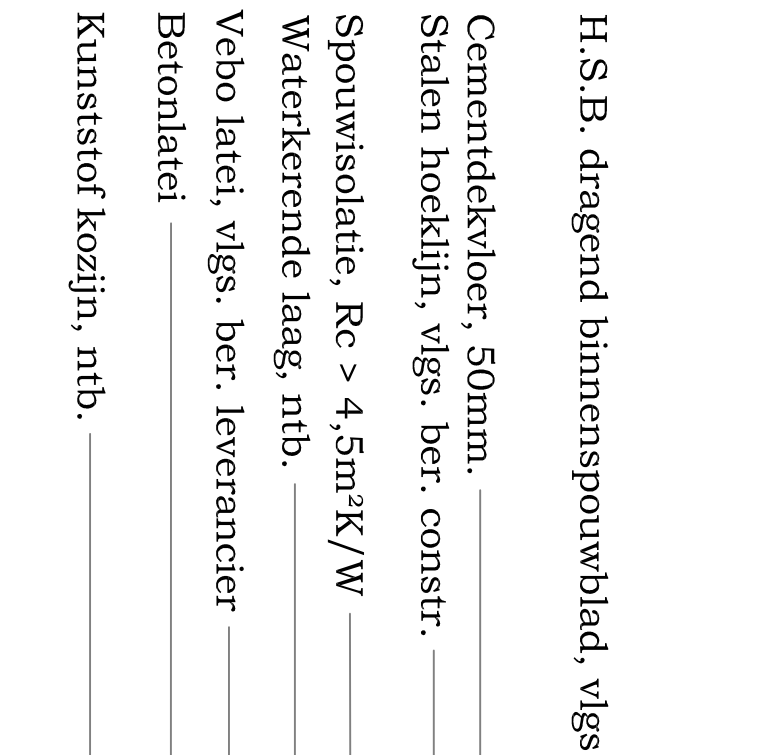 H.S.B. dragend binnenspouwblad, vlgs
Cementdekvloer, 50mm.
Stalen hoeklijn, vlgs. ber. constr.
Spouwisolatie, Rc > 4,5m²K/W
Waterkerende laag, ntb.
Vebo latei, vlgs. ber. leverancier
Betonlatei
Kunststof kozijn, ntb.